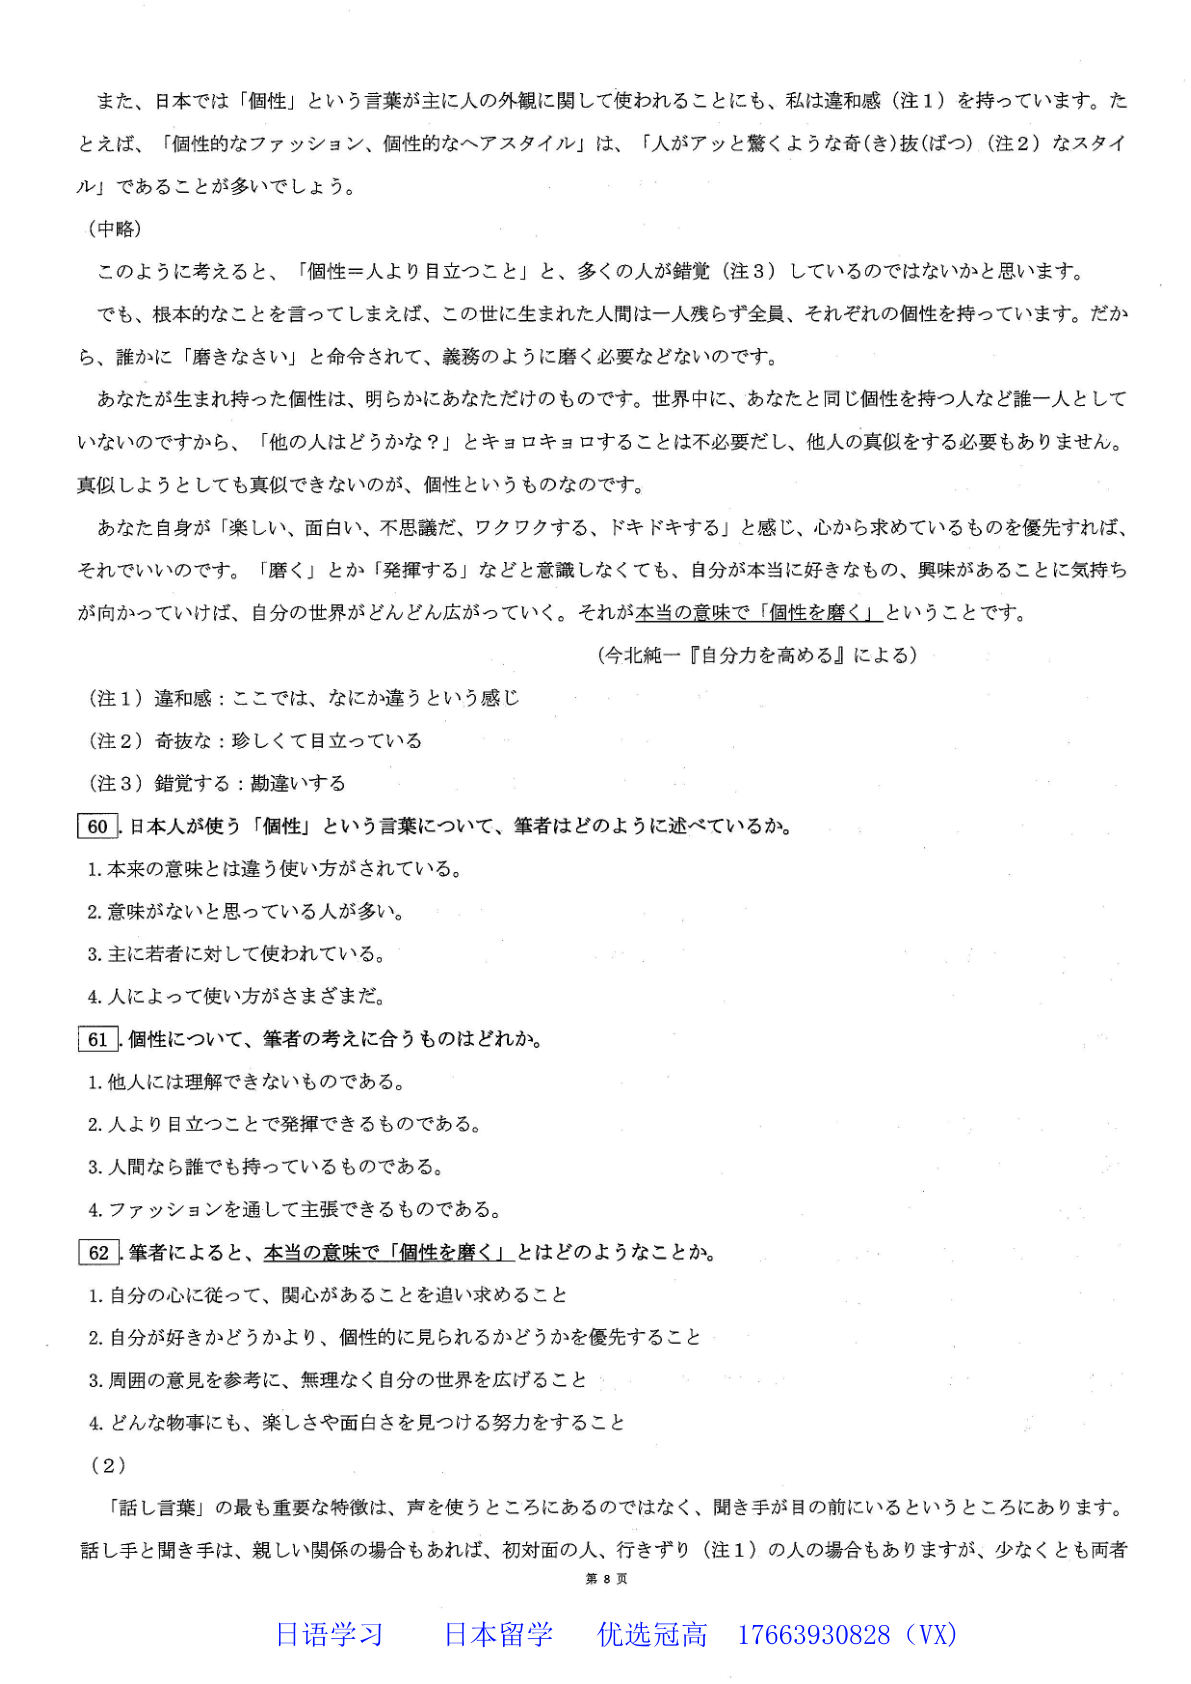 また、日本では「個性」という言葉が主に人の外観に関して使われることにも、私は違和感（注１）を持っています。た
とえば、「個性的なファッション、個性的なヘアスタイル」は、「人がアッと驚くような奇(き)抜(ばつ)（注２）なスタイ
ル」であることが多いでしょう。
（中略）
このように考えると、「個性＝人より目立つこと」と、多くの人が錯覚（注３）しているのではないかと思います。
でも、根本的なことを言ってしまえば、この世に生まれた人間は一人残らず全員、それぞれの個性を持っています。だか
ら、誰かに「磨きなさい」と命令されて、義務のように磨く必要などないのです。
あなたが生まれ持った個性は、明らかにあなただけのものです。世界中に、あなたと同じ個性を持つ人など誰一人として
いないのですから、「他の人はどうかな？」とキョロキョロすることは不必要だし、他人の真似をする必要もありません。
真似しようとしても真似できないのが、個性というものなのです。
あなた自身が「楽しい、面白い、不思議だ、ワクワクする、ドキドキする」と感じ、心から求めているものを優先すれば、
それでいいのです。「磨く」とか「発揮する」などと意識しなくても、自分が本当に好きなもの、興味があることに気持ち
が向かっていけば、自分の世界がどんどん広がっていく。それが本当の意味で「個性を磨く」ということです。
（今北純一『自分力を高める』による）
（注１）違和感：ここでは、なにか違うという感じ
（注２）奇抜な：珍しくて目立っている
（注３）錯覚する：勘違いする
60.日本人が使う「個性」という言葉について、筆者はどのように述べているか。
1.本来の意味とは違う使い方がされている。
2.意味がないと思っている人が多い。
3.主に若者に対して使われている。
4.人によって使い方がさまざまだ。
61.個性について、筆者の考えに合うものはどれか。
1.他人には理解できないものである。
2.人より目立つことで発揮できるものである。
3.人間なら誰でも持っているものである。
4.ファッションを通して主張できるものである。
62.筆者によると、本当の意味で「個性を磨く」とはどのようなことか。
1.自分の心に従って、関心があることを追い求めること
2.自分が好きかどうかより、個性的に見られるかどうかを優先すること
3.周囲の意見を参考に、無理なく自分の世界を広げること
4.どんな物事にも、楽しさや面白さを見つける努力をすること
（２）
「話し言葉」の最も重要な特徴は、声を使うところにあるのではなく、聞き手が目の前にいるというところにあります。
話し手と聞き手は、親しい関係の場合もあれば、初対面の人、行きずり（注１）の人の場合もありますが、少なくとも両者
第 8 页
日语学习 日本留学 优选冠高 17663930828（VX）